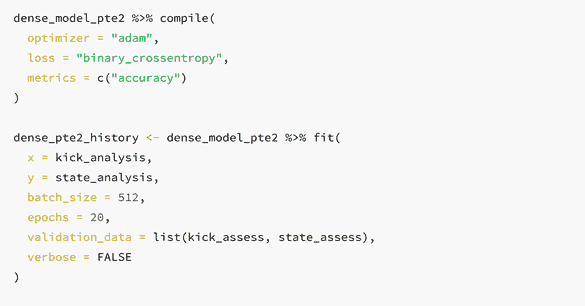 dense_model_pte2 %>% compile(
  optimizer = "adam",
  loss = "binary_crossentropy",
  metrics = c("accuracy")
)

dense_pte2_history <- dense_model_pte2 %>% fit(
  x = kick_analysis,
  y = state_analysis,
  batch_size = 512,
  epochs = 20,
  validation_data = list(kick_assess, state_assess),
  verbose = FALSE
)